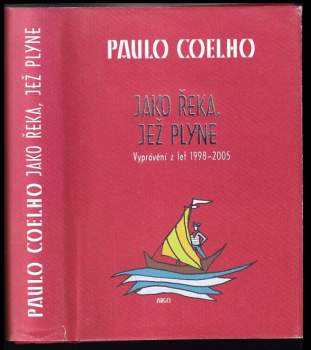 PAULO COELHO JAKO ŘEKA, JEŽ PLYNE
PAULO COELHO
JAKO ŘEKA,
JEŽ PLYNE
Vyprávění z let 1998–2005
ARGO